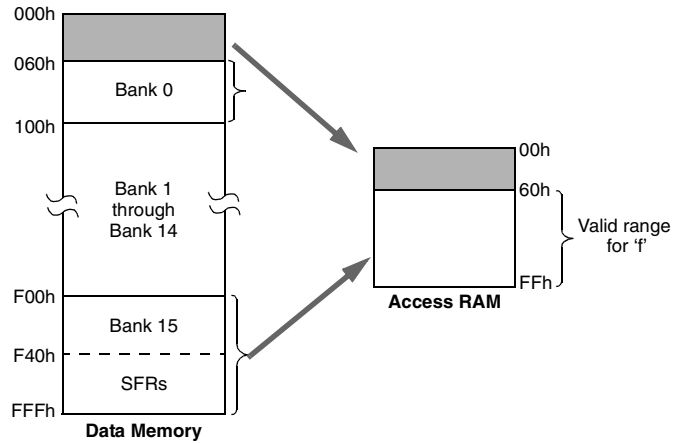 000h
060h
Bank 0
100h
Bank 1
through
Bank 14
F00h
Bank 15
F40h
SFRs
FFFh
Data Memory
00h
60h
Valid range
for ‘f’
FFh
Access RAM